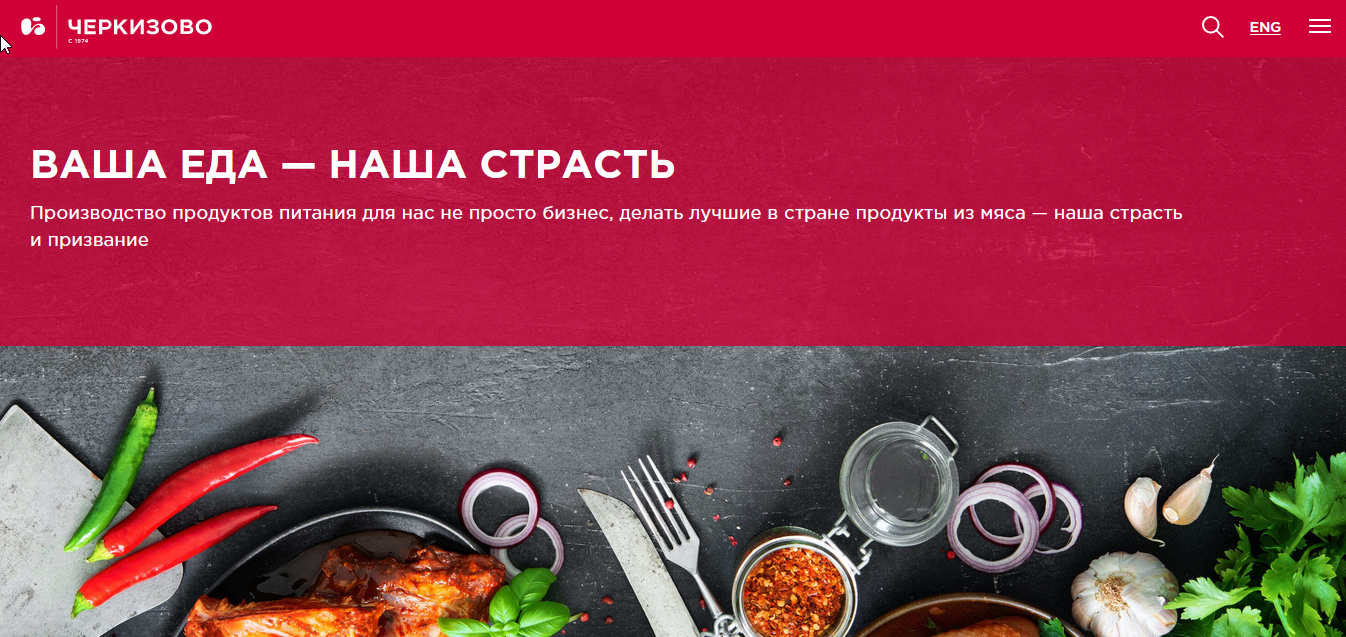 ЧЕРКИЗОВО
С 1974
ENG
ВАША ЕДА — НАША СТРАСТЬ
Производство продуктов питания для нас не просто бизнес, делать лучшие в стране продукты из мяса — наша страсть
и призвание